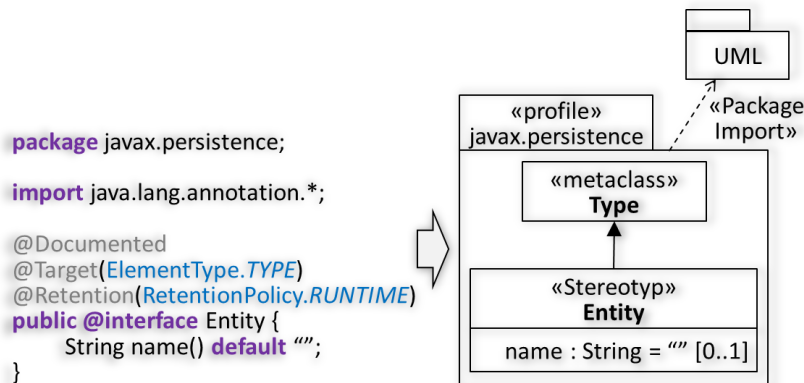 package javax.persistence;
import java.lang.annotation.*;
@Documented
@Target(ElementType.TYPE)
@Retention(RetentionPolicy.RUNTIME)
public @interface Entity {
String name() default “”;
}
UML
«Package
Import»
«profile»
javax.persistence
«metaclass»
Type
«Stereotyp»
Entity
name : String = “” [0..1]